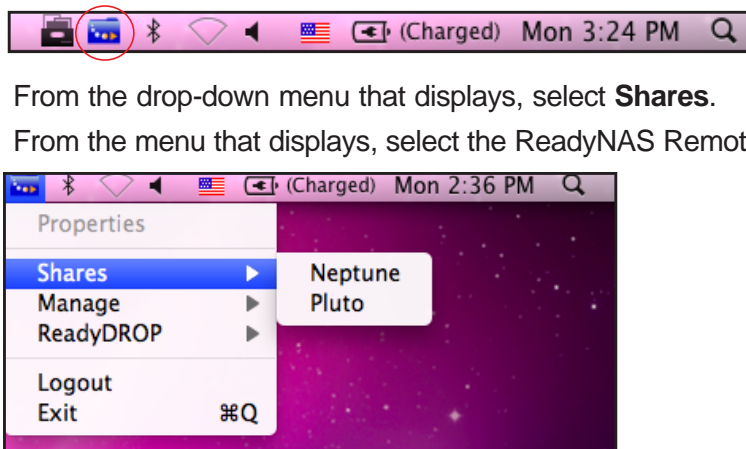 (Charged) Mon 3:24 PM
From the drop-down menu that displays, select Shares.
From the menu that displays, select the ReadyNAS Remot
(Charged) Mon 2:36 PM
Properties
Shares
Neptune
Manage
Pluto
ReadyDROP
Logout
Exit ⌘Q